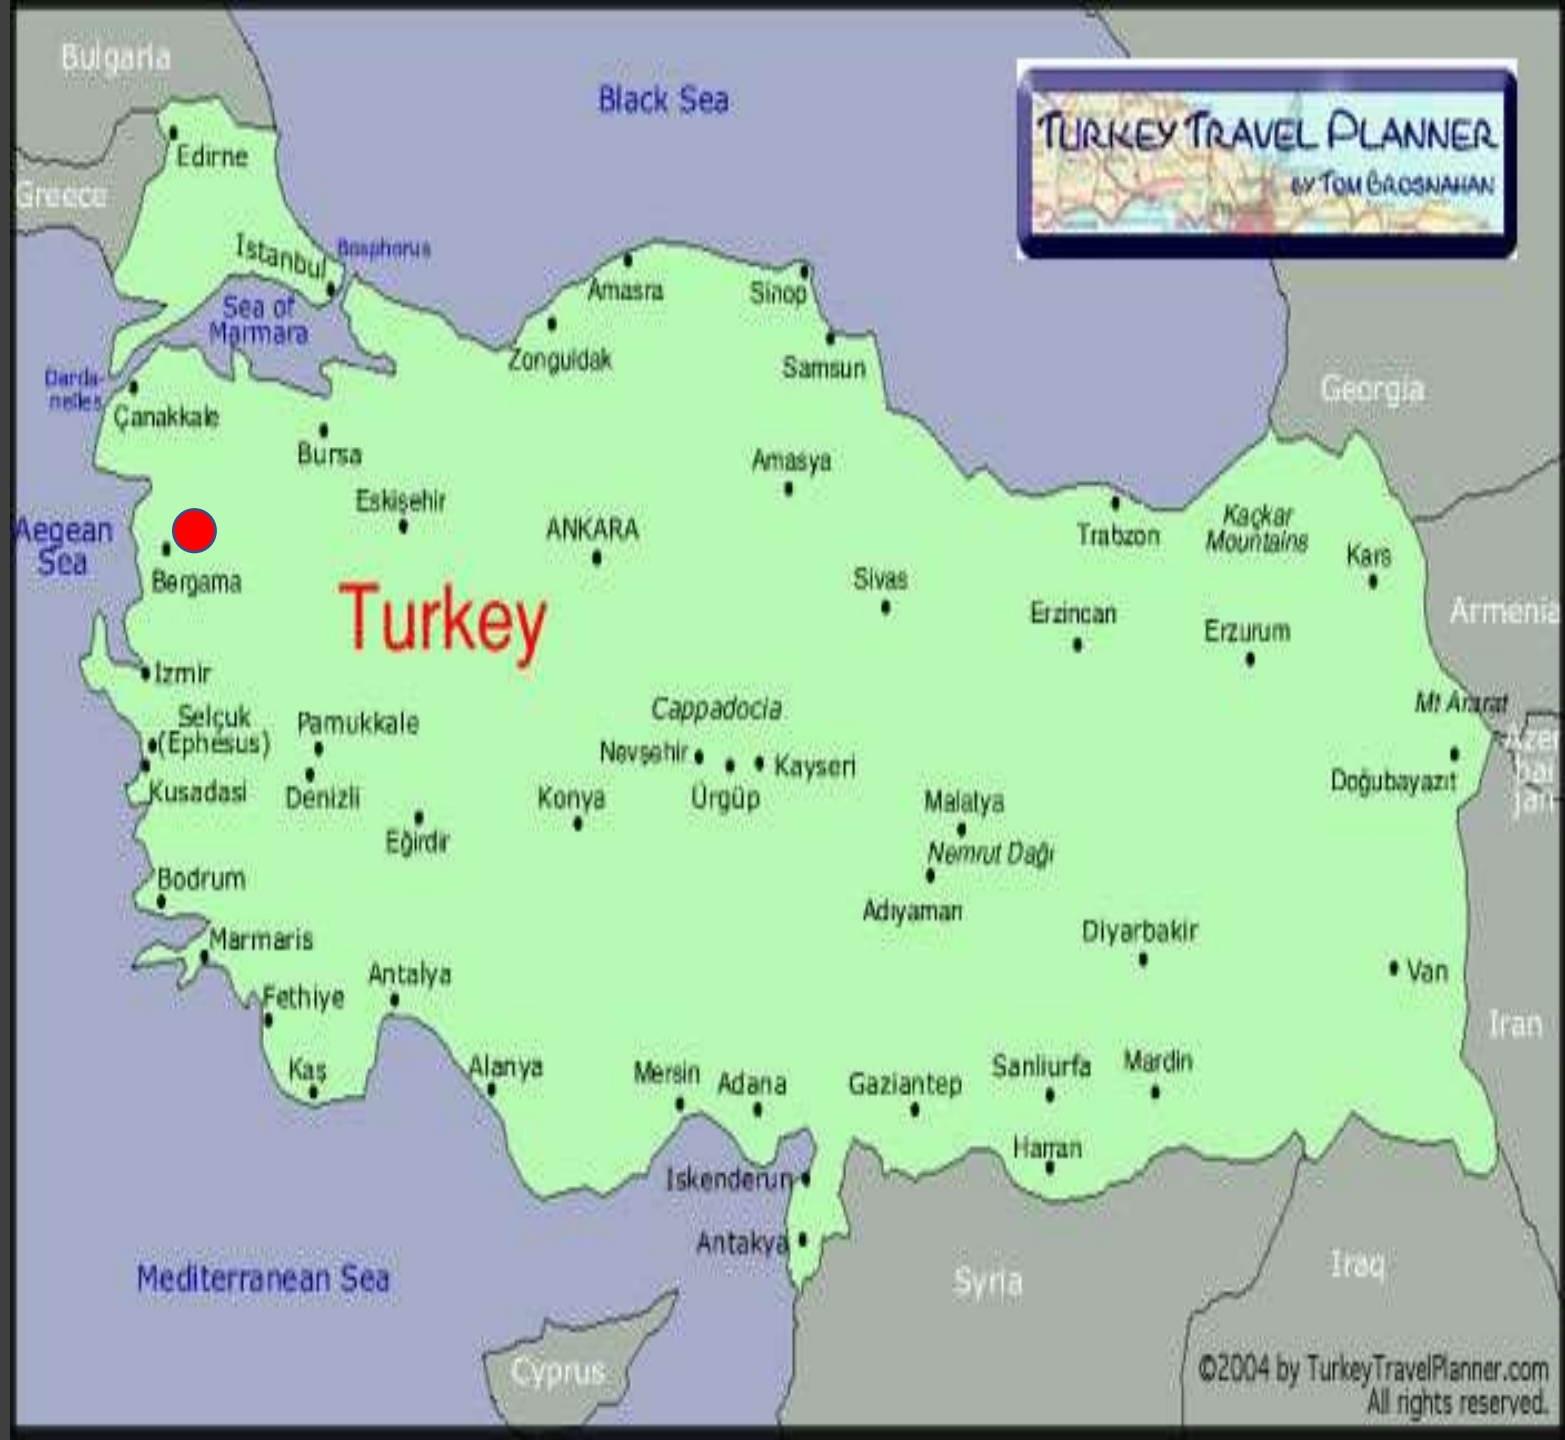 Bulgaria
Black Sea
TURKEY TRAVEL PLANNER
BY TOM BROSNAHAN
Edirne
Greece
Istanbul
Bosphorus
Sea of
Marmara
Amasra
Sinop
Zonguldak
Samsun
Darda-
nelles
Çanakkale
Georgia
Bursa
Amasya
Eskişehir
Aegean
Sea
ANKARA
Trabzon
Kaçkar
Mountains
Kars
Bergama
Turkey
Sivas
Erzincan
Erzurum
Armenia
Izmir
Selçuk
(Ephesus)
Pamukkale
Cappadocia
Mt Ararat
Nevşehir
Kayseri
Azer
bai
jan
Kusadasi
Denizli
Konya
Ürgüp
Malatya
Doğubayazıt
Eğirdir
Nemrut Dağı
Bodrum
Adıyaman
Diyarbakir
Marmaris
Antalya
Van
Fethiye
Iran
Kaş
Alanya
Mersin
Adana
Gaziantep
Sanliurfa
Mardin
Harran
Iskenderun
Antakya
Mediterranean Sea
Syria
Iraq
Cyprus
©2004 by TurkeyTravelPlanner.com
All rights reserved.